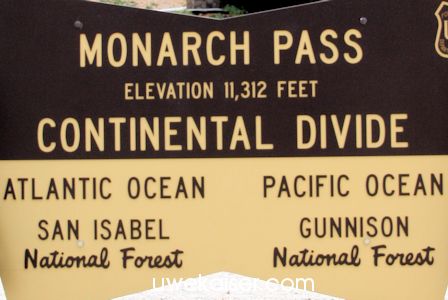 MONARCH PASS
ELEVATION 11,312 FEET
CONTINENTAL DIVIDE
ATLANTIC OCEAN
SAN ISABEL
National Forest
PACIFIC OCEAN
GUNNISON
National Forest
uwekaiser.com